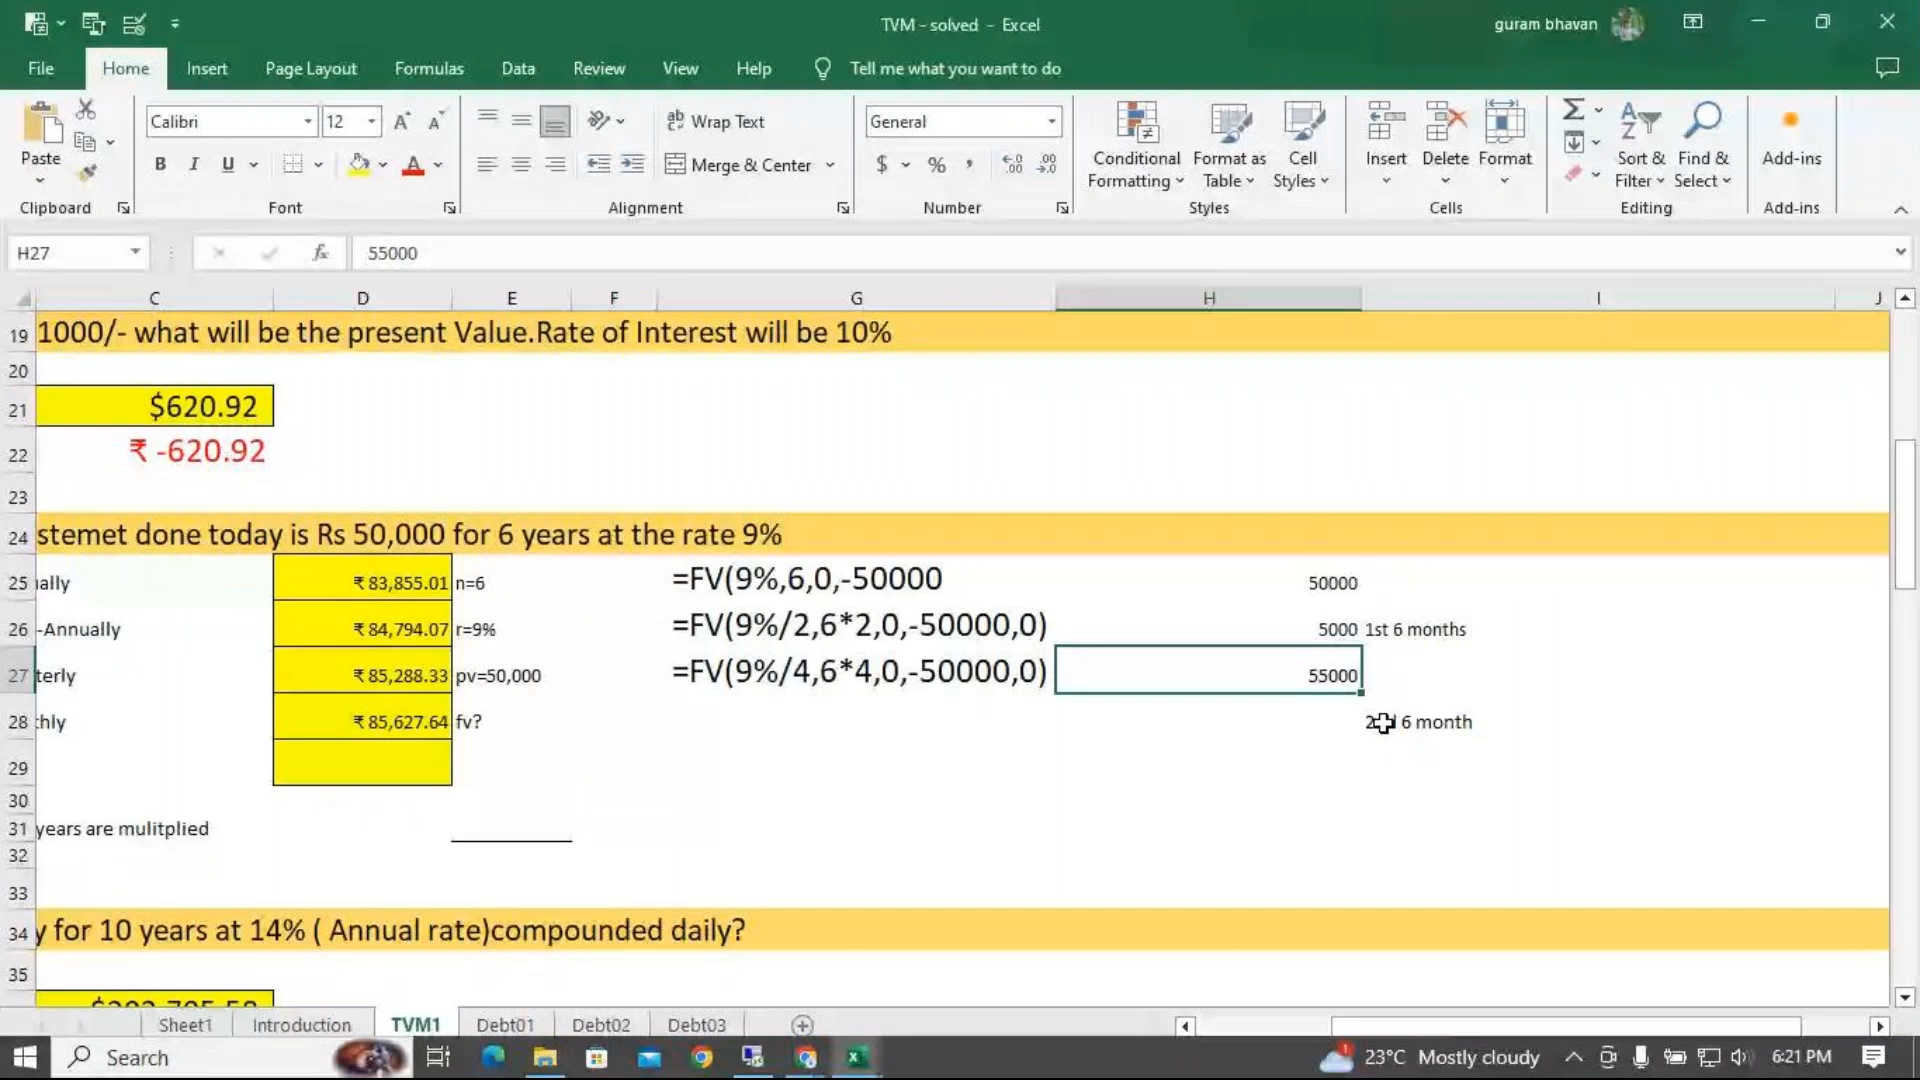 TVM - solved - Excel
guram bhavan
File Home Insert Page Layout Formulas Data Review View Help Tell me what you want to do
Paste
Clipboard
Calibri 12
B I U
Font
Wrap Text
Merge & Center
Alignment
General
$ % ,
Number
Conditional Formatting
Format as Table
Cell Styles
Styles
Insert Delete Format
Cells
Sort & Filter
Find & Select
Editing
Add-ins
Add-ins
H27 fx 55000
C D E F G H I J
19 1000/- what will be the present Value.Rate of Interest will be 10%
20
21 $620.92
22 ₹ -620.92
23
24 stemet done today is Rs 50,000 for 6 years at the rate 9%
25 ually ₹ 83,855.01 n=6 =FV(9%,6,0,-50000 50000
26 -Annually ₹ 84,794.07 r=9% =FV(9%/2,6*2,0,-50000,0) 5000 1st 6 months
27 terly ₹ 85,288.33 pv=50,000 =FV(9%/4,6*4,0,-50000,0) 55000
28 thly ₹ 85,627.64 fv? 6 month
29
30
31 years are mulitplied
32
33
34 y for 10 years at 14% ( Annual rate)compounded daily?
35
Sheet1 Introduction TVM1 Debt01 Debt02 Debt03
Search
23°C Mostly cloudy
6:21 PM